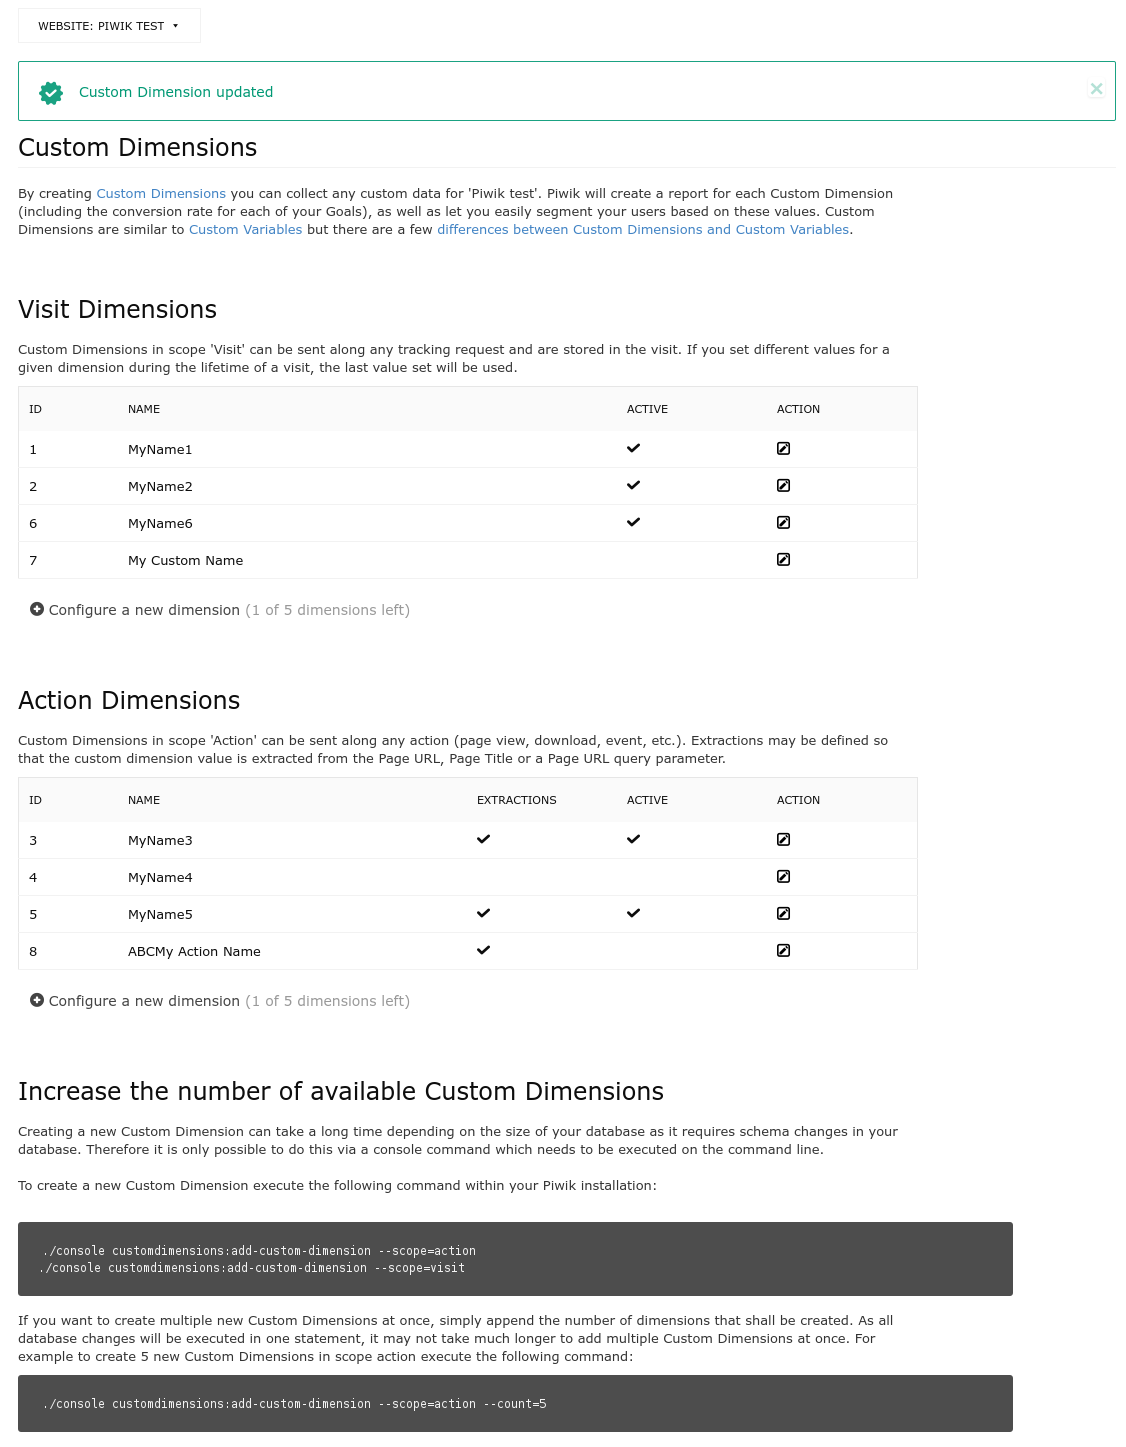 WEBSITE: PIWIK TEST
Custom Dimension updated
Custom Dimensions
By creating Custom Dimensions you can collect any custom data for 'Piwik test'. Piwik will create a report for each Custom Dimension
(including the conversion rate for each of your Goals), as well as let you easily segment your users based on these values. Custom
Dimensions are similar to Custom Variables but there are a few differences between Custom Dimensions and Custom Variables.
Visit Dimensions
Custom Dimensions in scope 'Visit' can be sent along any tracking request and are stored in the visit. If you set different values for a
given dimension during the lifetime of a visit, the last value set will be used.
ID NAME ACTIVE ACTION
1 MyName1
2 MyName2
6 MyName6
7 My Custom Name
Configure a new dimension (1 of 5 dimensions left)
Action Dimensions
Custom Dimensions in scope 'Action' can be sent along any action (page view, download, event, etc.). Extractions may be defined so
that the custom dimension value is extracted from the Page URL, Page Title or a Page URL query parameter.
ID NAME EXTRACTIONS ACTIVE ACTION
3 MyName3
4 MyName4
5 MyName5
8 ABCMy Action Name
Configure a new dimension (1 of 5 dimensions left)
Increase the number of available Custom Dimensions
Creating a new Custom Dimension can take a long time depending on the size of your database as it requires schema changes in your
database. Therefore it is only possible to do this via a console command which needs to be executed on the command line.
To create a new Custom Dimension execute the following command within your Piwik installation:
./console customdimensions:add-custom-dimension --scope=action
./console customdimensions:add-custom-dimension --scope=visit
If you want to create multiple new Custom Dimensions at once, simply append the number of dimensions that shall be created. As all
database changes will be executed in one statement, it may not take much longer to add multiple Custom Dimensions at once. For
example to create 5 new Custom Dimensions in scope action execute the following command:
./console customdimensions:add-custom-dimension --scope=action --count=5